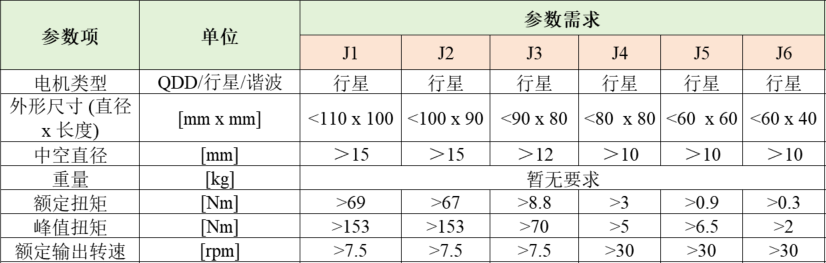 参数项 单位 参数需求
J1 J2 J3 J4 J5 J6
电机类型 QDD/行星/谐波 行星 行星 行星 行星 行星 行星
外形尺寸 (直径
x 长度) [mm x mm] <110 x 100 <100 x 90 <90 x 80 <80 x 80 <60 x 60 <60 x 40
中空直径 [mm] ＞15 ＞15 ＞12 ＞10 ＞10 ＞10
重量 [kg] 暂无要求
额定扭矩 [Nm] >69 >67 >8.8 >3 >0.9 >0.3
峰值扭矩 [Nm] >153 >153 >70 >5 >6.5 >2
额定输出转速 [rpm] >7.5 >7.5 >7.5 >30 >30 >30